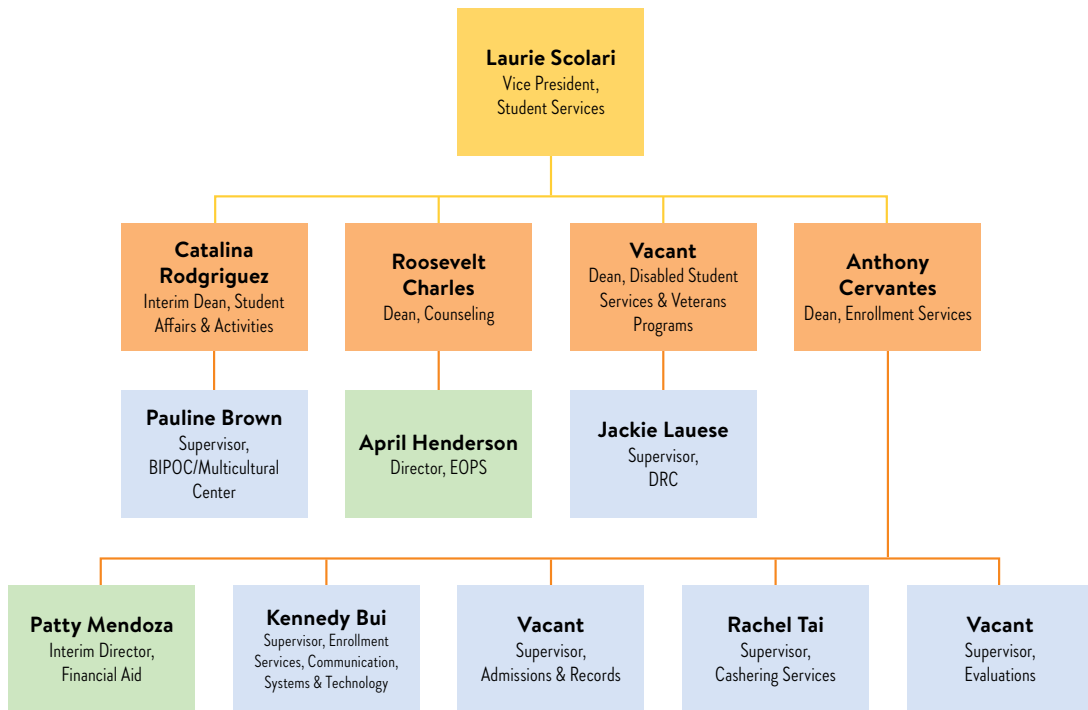 Laurie Scolari
Vice President,
Student Services
Catalina
Rodgriguez
Interim Dean, Student
Affairs & Activities
Roosevelt
Charles
Dean, Counseling
Vacant
Dean, Disabled Student
Services & Veterans
Programs
Anthony
Cervantes
Dean, Enrollment Services
Pauline Brown
Supervisor,
BIPOC/Multicultural
Center
April Henderson
Director, EOPS
Jackie Lauese
Supervisor,
DRC
Patty Mendoza
Interim Director,
Financial Aid
Kennedy Bui
Supervisor, Enrollment
Services, Communication,
Systems & Technology
Vacant
Supervisor,
Admissions & Records
Rachel Tai
Supervisor,
Cashering Services
Vacant
Supervisor,
Evaluations